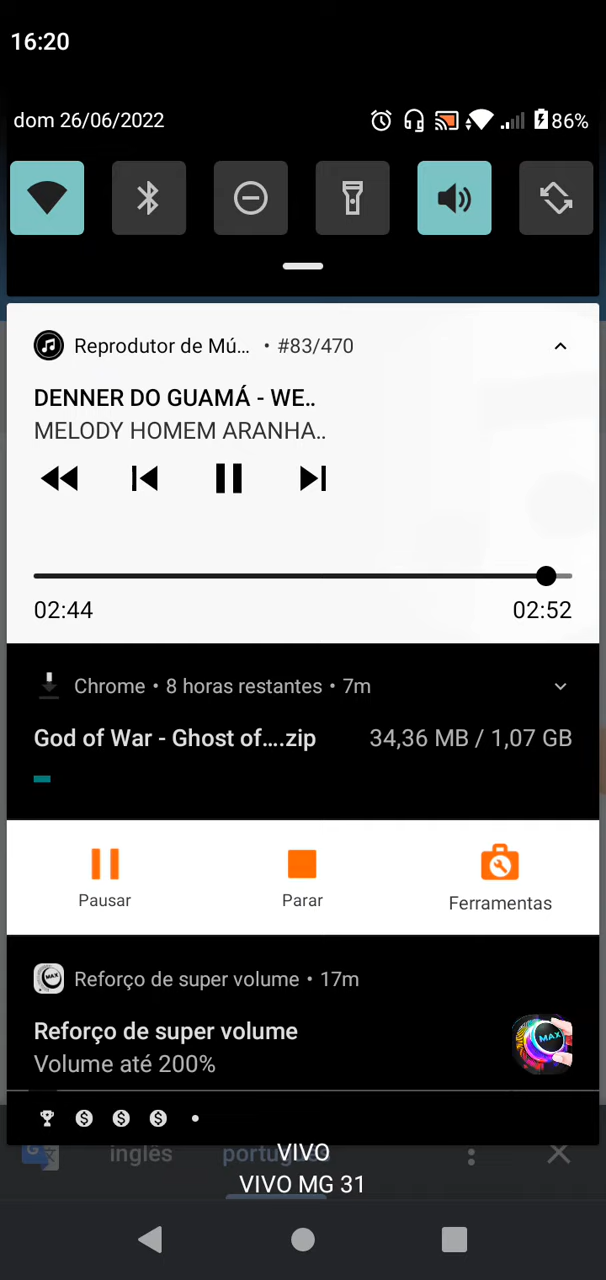 16:20
dom 26/06/2022
86%
Reprodutor de Mú... • #83/470
DENNER DO GUAMÁ - WE..
MELODY HOMEM ARANHA..
02:44
02:52
Chrome • 8 horas restantes • 7m
God of War - Ghost of....zip
34,36 MB / 1,07 GB
Pausar
Parar
Ferramentas
Reforço de super volume • 17m
Reforço de super volume
MAX
Volume até 200%
inglês
português
VIVO
VIVO MG 31